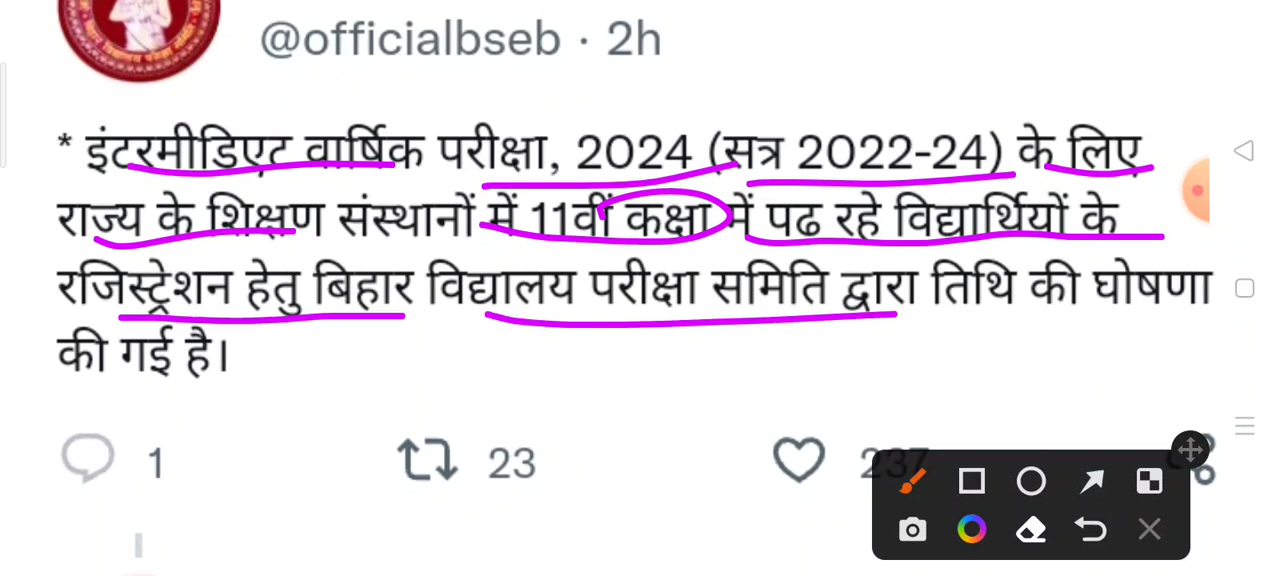 @officialbseb · 2h
* इंटरमीडिएट वार्षिक परीक्षा, 2024 (सत्र 2022-24) के लिए
राज्य के शिक्षण संस्थानों में 11वीं कक्षा में पढ रहे विद्यार्थियों के
रजिस्ट्रेशन हेतु बिहार विद्यालय परीक्षा समिति द्वारा तिथि की घोषणा
की गई है।
1 23 237